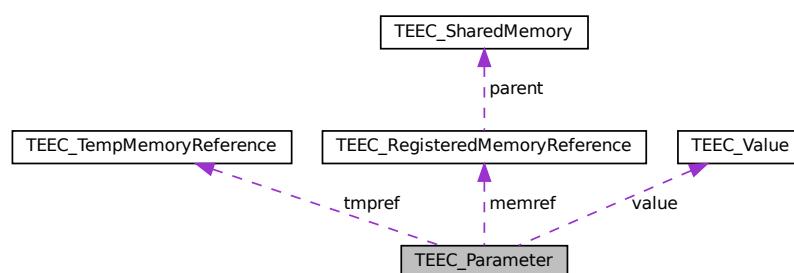 TEEC_SharedMemory
parent
TEEC_TempMemoryReference
TEEC_RegisteredMemoryReference
TEEC_Value
tmpref
memref
value
TEEC_Parameter